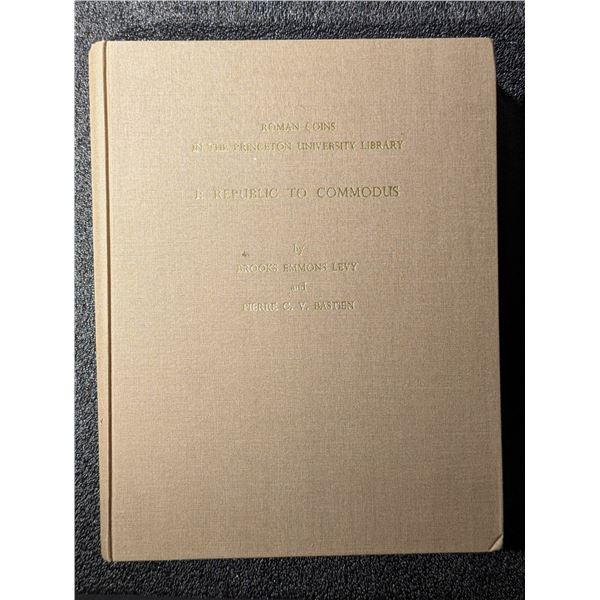 ROMAN COINS
IN THE PRINCETON UNIVERSITY LIBRARY
I: REPUBLIC TO COMMODUS
by
BROOKS EMMONS LEVY
and
PIERRE C. V. BASTIEN